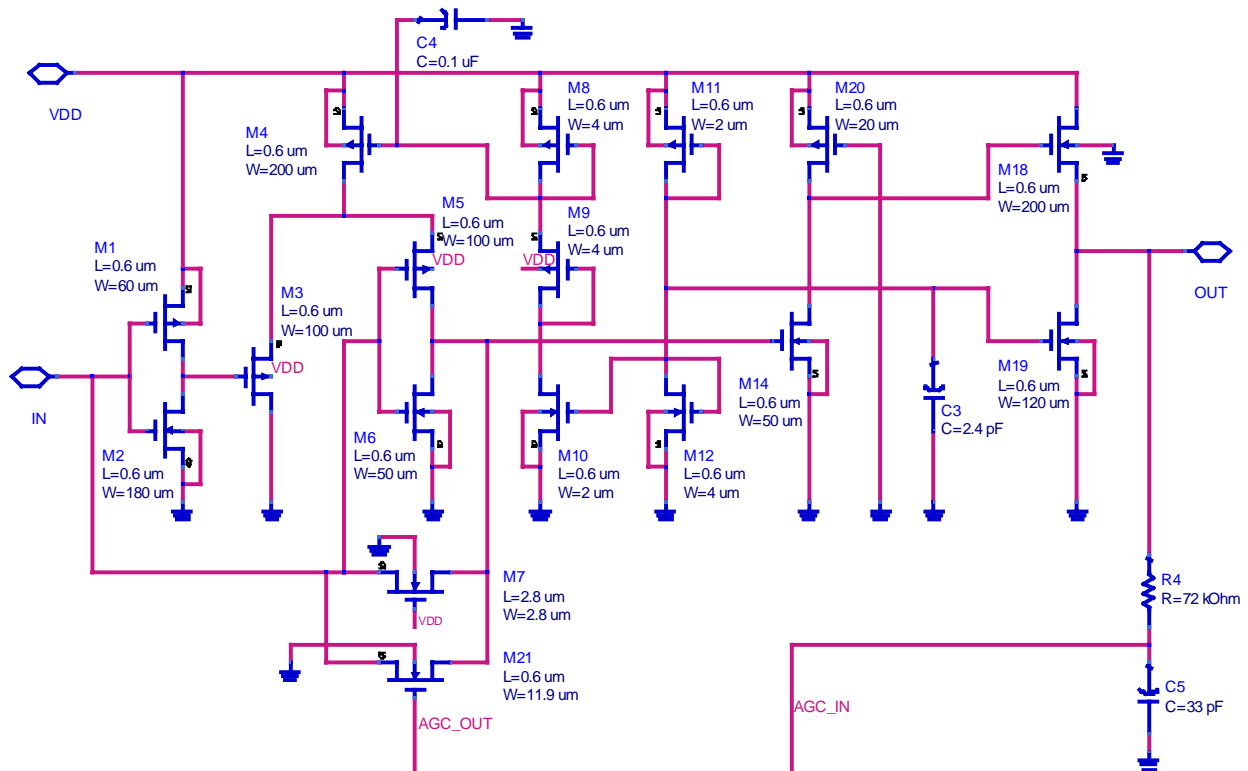 C4
C=0.1 uF
VDD
M4
L=0.6 um
W=200 um
M8
L=0.6 um
W=4 um
M11
L=0.6 um
W=2 um
M20
L=0.6 um
W=20 um
M18
L=0.6 um
W=200 um
M5
L=0.6 um
W=100 um
VDD
M9
L=0.6 um
W=4 um
VDD
M1
L=0.6 um
W=60 um
M3
L=0.6 um
W=100 um
VDD
OUT
IN
M2
L=0.6 um
W=180 um
M6
L=0.6 um
W=50 um
M10
L=0.6 um
W=2 um
M12
L=0.6 um
W=4 um
M14
L=0.6 um
W=50 um
C3
C=2.4 pF
M19
L=0.6 um
W=120 um
M7
L=2.8 um
W=2.8 um
VDD
R4
R=72 kOhm
M21
L=0.6 um
W=11.9 um
AGC_OUT
AGC_IN
C5
C=33 pF